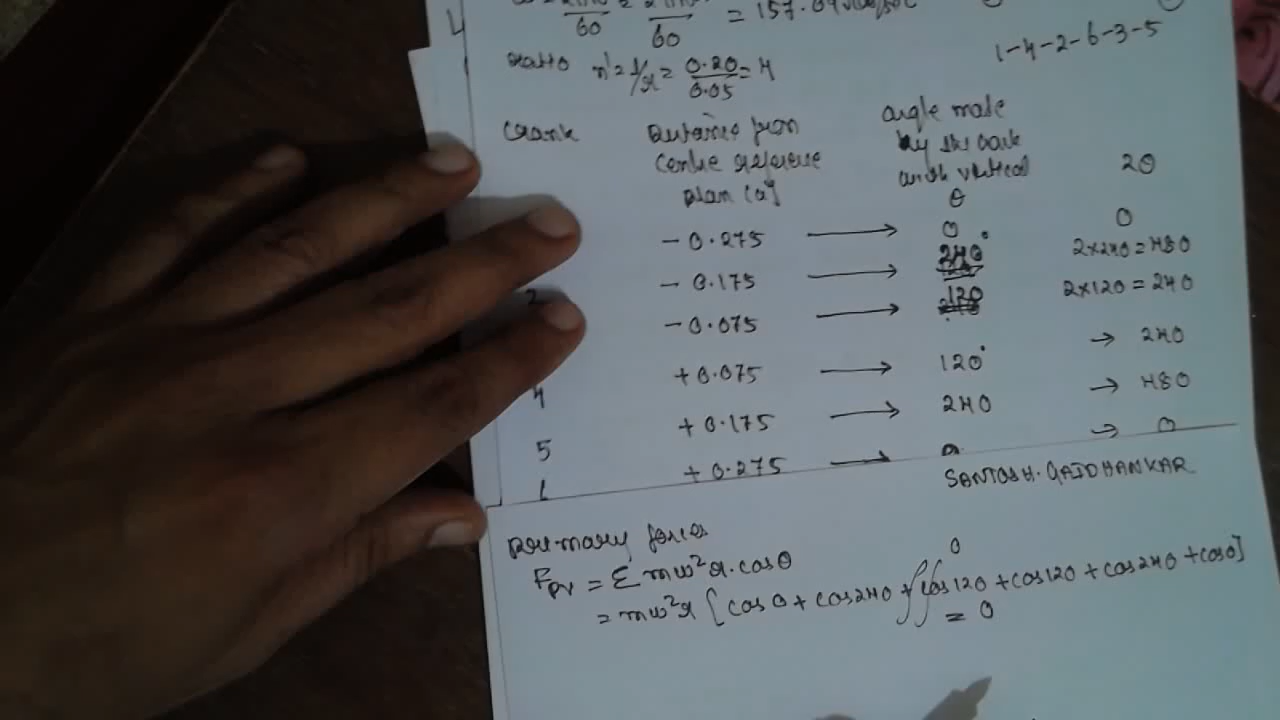 60 60 = 157.
1-4-2-6-3-5
ratio n = l/r = 0.20/0.05 = 4
Crank Distance from angle made
Centre reference by the crank
plan (a) with vertical 2θ
θ
- 0.275 → 0 0
- 0.175 → 240° 2×240=480
- 0.075 → 120 2×120=240
4 +0.075 → 120° → 240
5 +0.175 → 240 → 480
+0.275 → 0 → 0
SANTOSH.GAIDHANKAR
primary forces
F_PV = Σ mω²r.cosθ 0
= mω²r [cos 0 + cos 240 + cos 120 + cos 120 + cos 240 + cos 0]
= 0